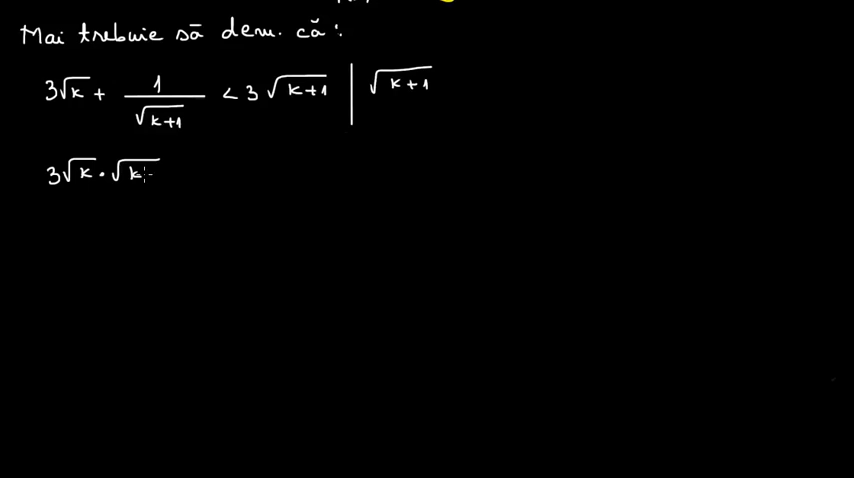 Mai trebuie să dem. că:
3√k + 1/√(k+1) < 3√(k+1) | √(k+1)
3√k · √k